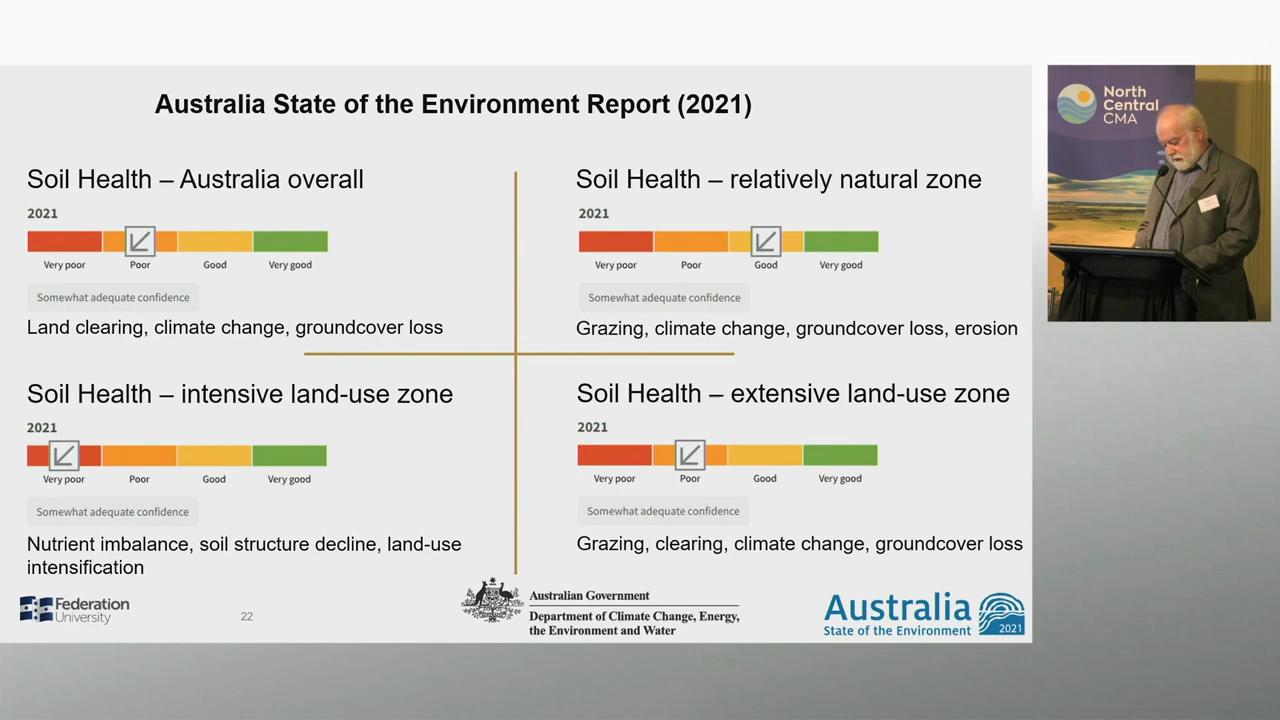 Australia State of the Environment Report (2021)
Soil Health – Australia overall
2021
Very poor Poor Good Very good
Somewhat adequate confidence
Land clearing, climate change, groundcover loss
Soil Health – relatively natural zone
2021
Very poor Poor Good Very good
Somewhat adequate confidence
Grazing, climate change, groundcover loss, erosion
Soil Health – intensive land-use zone
2021
Very poor Poor Good Very good
Somewhat adequate confidence
Nutrient imbalance, soil structure decline, land-use
intensification
Soil Health – extensive land-use zone
2021
Very poor Poor Good Very good
Somewhat adequate confidence
Grazing, clearing, climate change, groundcover loss
Federation
University
22
Australian Government
Department of Climate Change, Energy,
the Environment and Water
Australia
State of the Environment
2021
North
Central
CMA